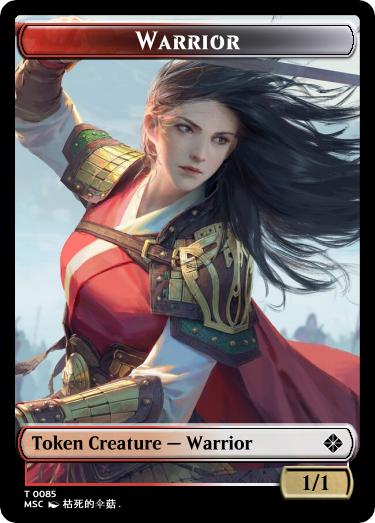 Warrior
Token Creature — Warrior
1/1
T 0085
MSC 枯死的伞菇.